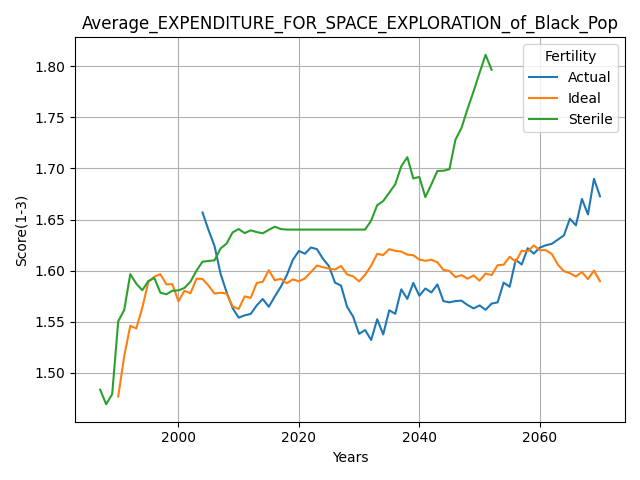 Average_EXPENDITURE_FOR_SPACE_EXPLORATION_of_Black_Pop
Fertility
Actual
Ideal
Sterile
1.80
1.75
1.70
1.65
1.60
1.55
1.50
Score(1-3)
2000
2020
2040
2060
Years